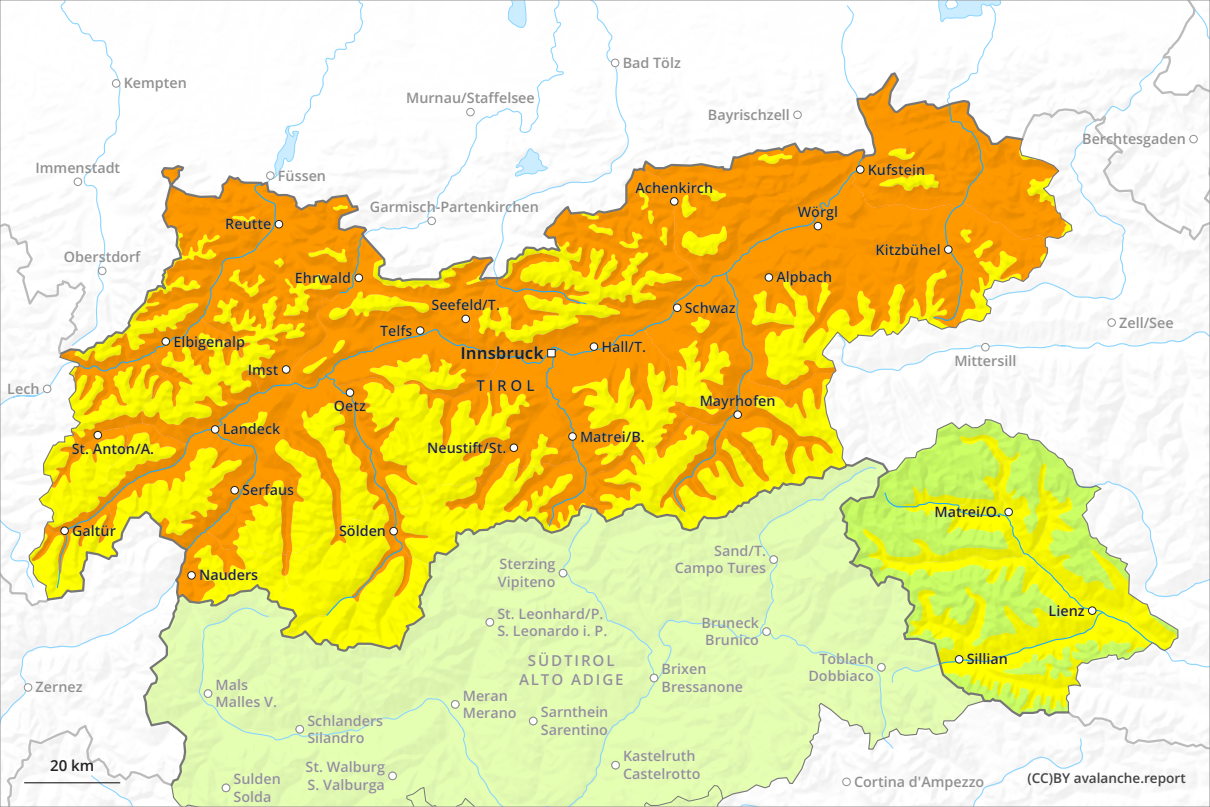 Kempten
Bad Tölz
Murnau/Staffelsee
Bayrischzell
Berchtesgaden
Immenstadt
Füssen
Kufstein
Achenkirch
Garmisch-Partenkirchen
Wörgl
Reutte
Kitzbühel
Oberstdorf
Ehrwald
Alpbach
Seefeld/T.
Schwaz
Zell/See
Telfs
Elbigenalp
Innsbruck
Hall/T.
Mittersill
Imst
TIROL
Lech
Oetz
Mayrhofen
Landeck
Matrei/B.
St. Anton/A.
Neustift/St.
Serfaus
Matrei/O.
Galtür
Sölden
Sand/T.
Campo Tures
Sterzing
Vipiteno
Nauders
Lienz
St. Leonhard/P.
S. Leonardo i. P.
Bruneck
Brunico
SÜDTIROL
ALTO ADIGE
Toblach
Dobbiaco
Sillian
Brixen
Bressanone
Zernez
Mals
Malles V.
Meran
Merano
Sarnthein
Sarentino
Schlanders
Silandro
Kastelruth
Castelrotto
20 km
St. Walburg
S. Valburga
Sulden
Solda
Cortina d'Ampezzo
(CC)BY avalanche.report